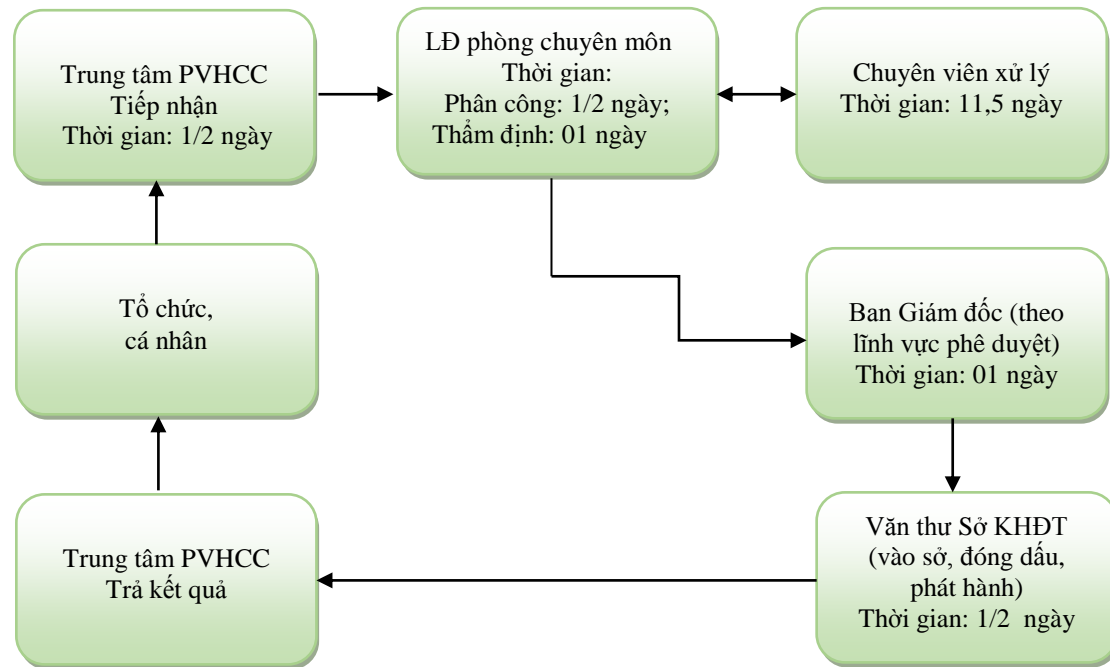 Trung tâm PVHCC
Tiếp nhận
Thời gian: 1/2 ngày
LĐ phòng chuyên môn
Thời gian:
Phân công: 1/2 ngày;
Thẩm định: 01 ngày
Chuyên viên xử lý
Thời gian: 11,5 ngày
Tổ chức,
cá nhân
Ban Giám đốc (theo
lĩnh vực phê duyệt)
Thời gian: 01 ngày
Trung tâm PVHCC
Trả kết quả
Văn thư Sở KHĐT
(vào sở, đóng dấu,
phát hành)
Thời gian: 1/2 ngày